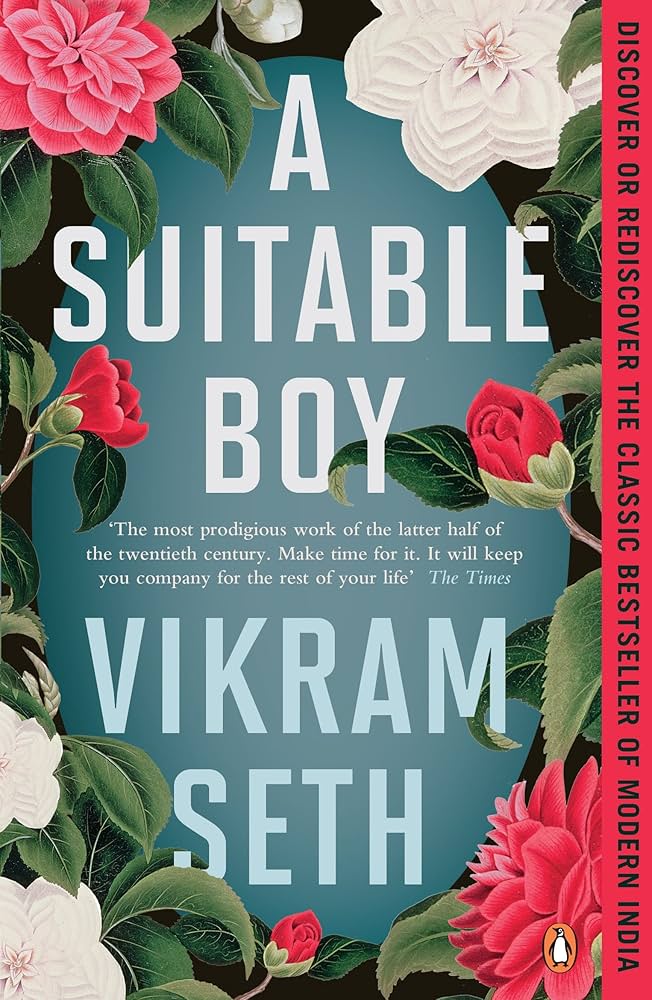 A
SUITABLE
BOY
‘The most prodigious work of the latter half of
the twentieth century. Make time for it. It will keep
you company for the rest of your life’ The Times
VIKRAM
SETH
DISCOVER OR REDISCOVER THE CLASSIC BESTSELLER OF MODERN INDIA